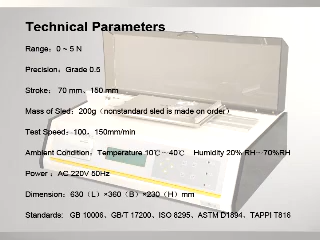 Technical Parameters
Range：0 ~ 5 N
Precision：Grade 0.5
Stroke： 70 mm、150 mm
Mass of Sled：200g（nonstandard sled is made on order）
Test Speed：100、150mm/min
Ambient Condition：Temperature 10℃~ 40℃ Humidity 20% RH~ 70%RH
Power ：AC 220V 50Hz
Dimension：630（L）×360（B）×230（H）mm
Standards: GB 10006、GB/T 17200、ISO 8295、ASTM D1894、TAPPI T816